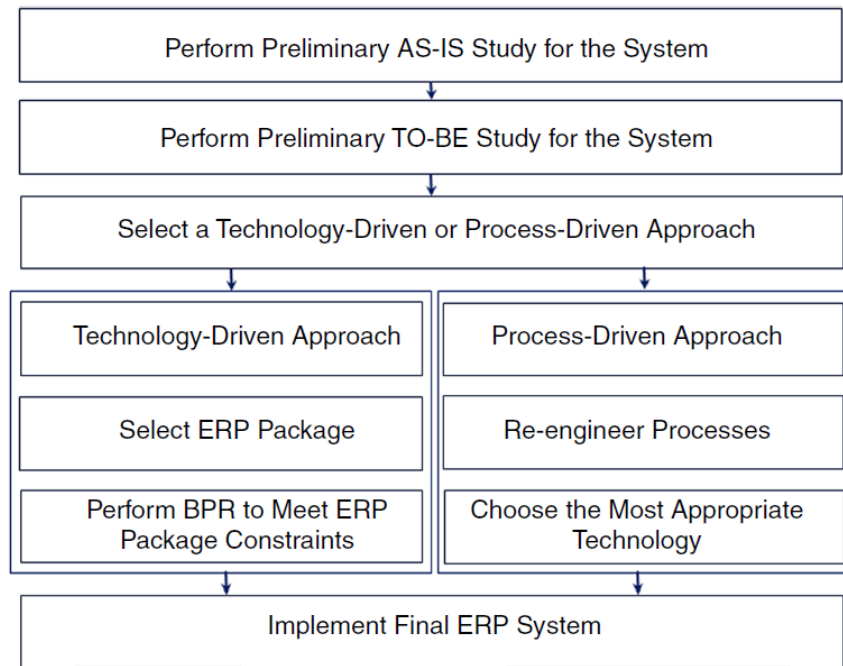 Perform Preliminary AS-IS Study for the System
Perform Preliminary TO-BE Study for the System
Select a Technology-Driven or Process-Driven Approach
Technology-Driven Approach
Select ERP Package
Perform BPR to Meet ERP
Package Constraints
Process-Driven Approach
Re-engineer Processes
Choose the Most Appropriate
Technology
Implement Final ERP System